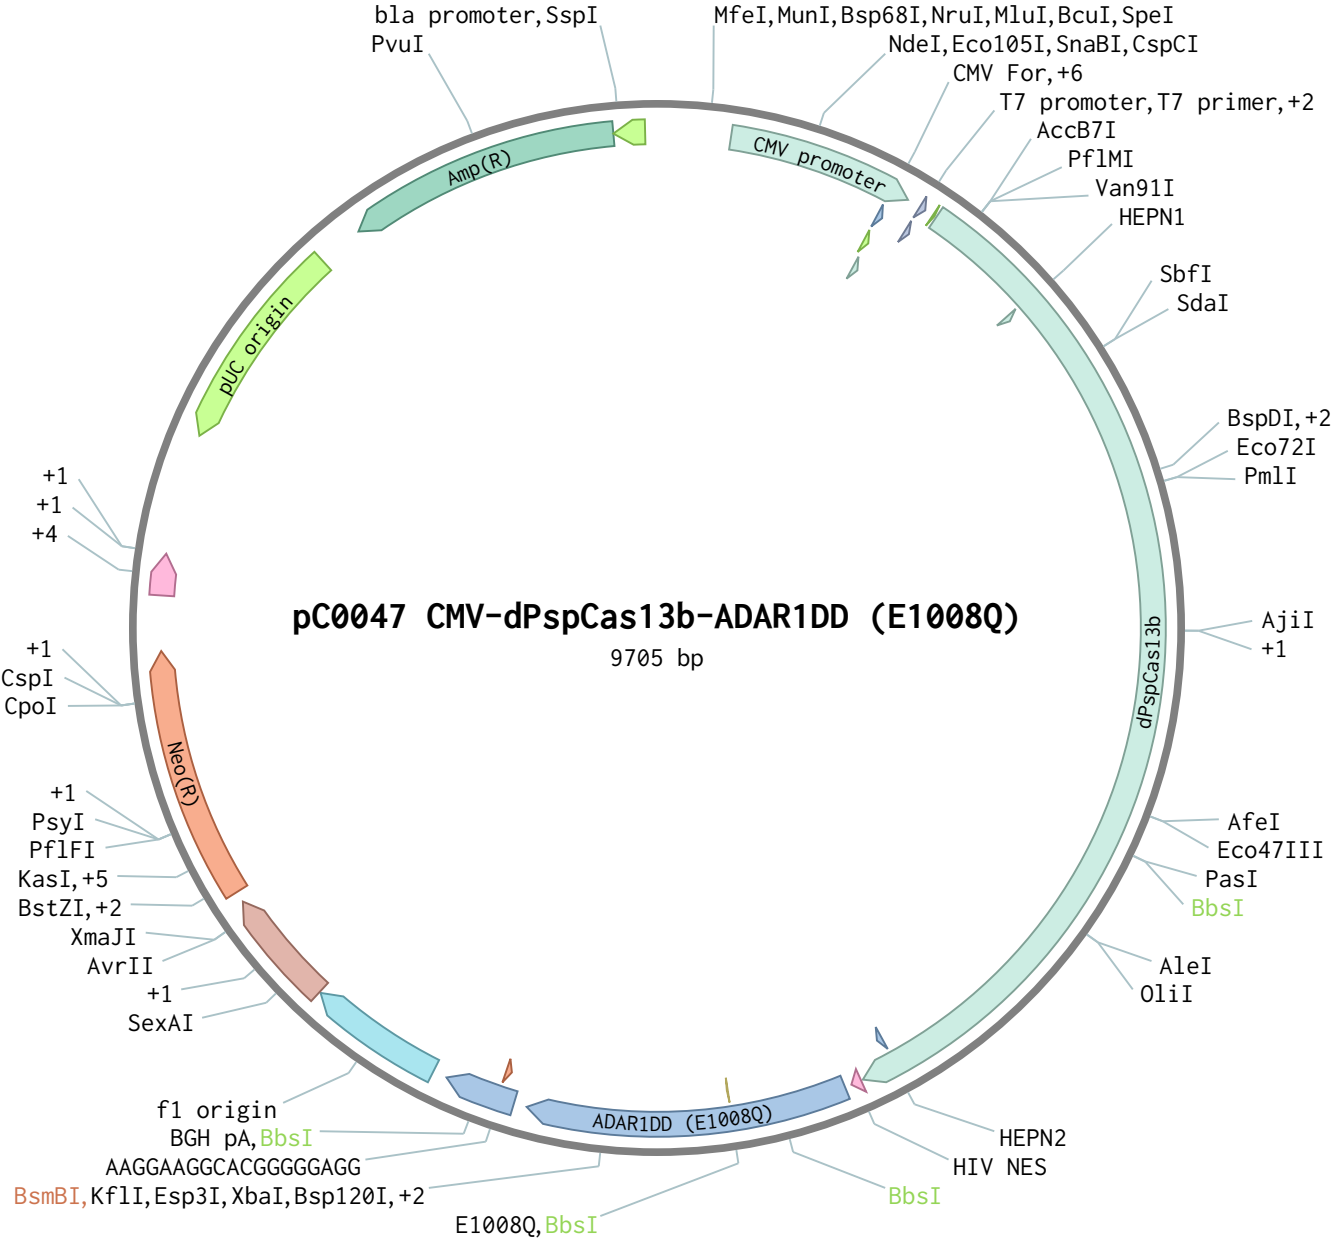 bla promoter,SspI
PvuI
MfeI,MunI,Bsp68I,NruI,MluI,BcuI,SpeI
NdeI,Eco105I,SnaBI,CspCI
CMV For,+6
T7 promoter,T7 primer,+2
AccB7I
PflMI
Van91I
HEPN1
SbfI
SdaI
BspDI,+2
Eco72I
PmlI
AjiI
+1
AfeI
Eco47III
PasI
BbsI
AleI
OliI
HEPN2
HIV NES
BbsI
E1008Q,BbsI
BsmBI,KflI,Esp3I,XbaI,Bsp120I,+2
AAGGAAGGCACGGGGGAGG
BGH pA,BbsI
f1 origin
SexAI
+1
AvrII
XmaJI
BstZI,+2
KasI,+5
PflFI
PsyI
+1
CpoI
CspI
+1
+4
+1
+1
CMV promoter
dPspCas13b
ADAR1DD (E1008Q)
Neo(R)
pUC origin
Amp(R)
pC0047 CMV-dPspCas13b-ADAR1DD (E1008Q)
9705 bp